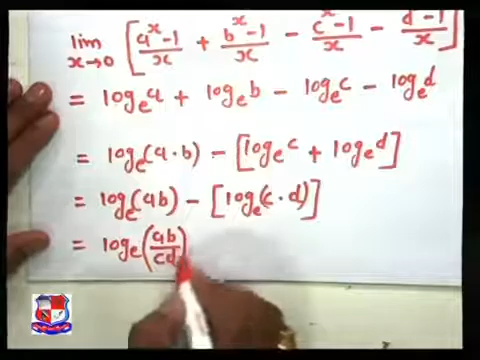 lim x→0 [ (a^x - 1)/x + (b^x - 1)/x - (c^x - 1)/x - (d - 1)/x ]
= log_e a + log_e b - log_e c - log_e d
= log_e (a · b) - [log_e c + log_e d]
= log_e (ab) - [log_e (c · d)]
= log_e (ab/cd)